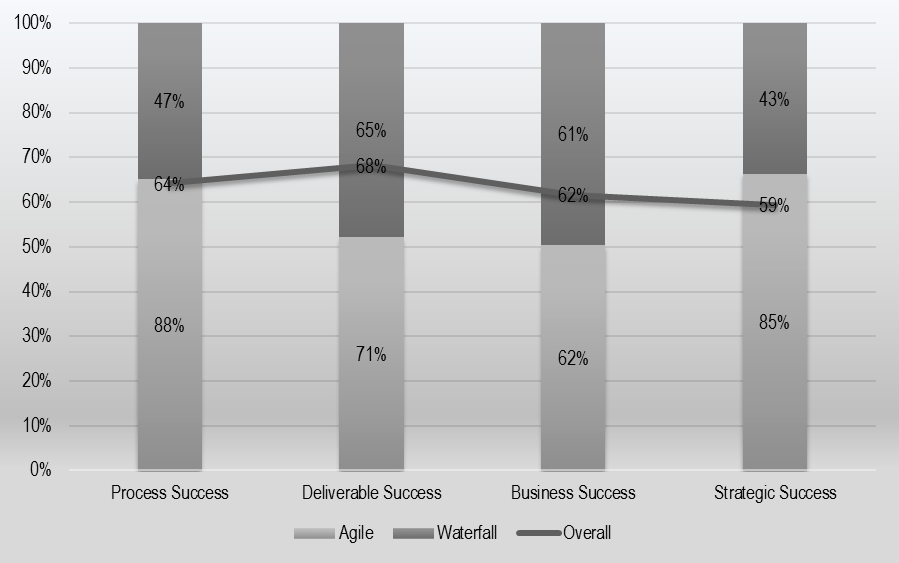 100%
90%
80%
70%
60%
50%
40%
30%
20%
10%
0%
47% 65% 61% 43%
64% 68% 62% 59%
88% 71% 62% 85%
Process Success Deliverable Success Business Success Strategic Success
Agile Waterfall Overall